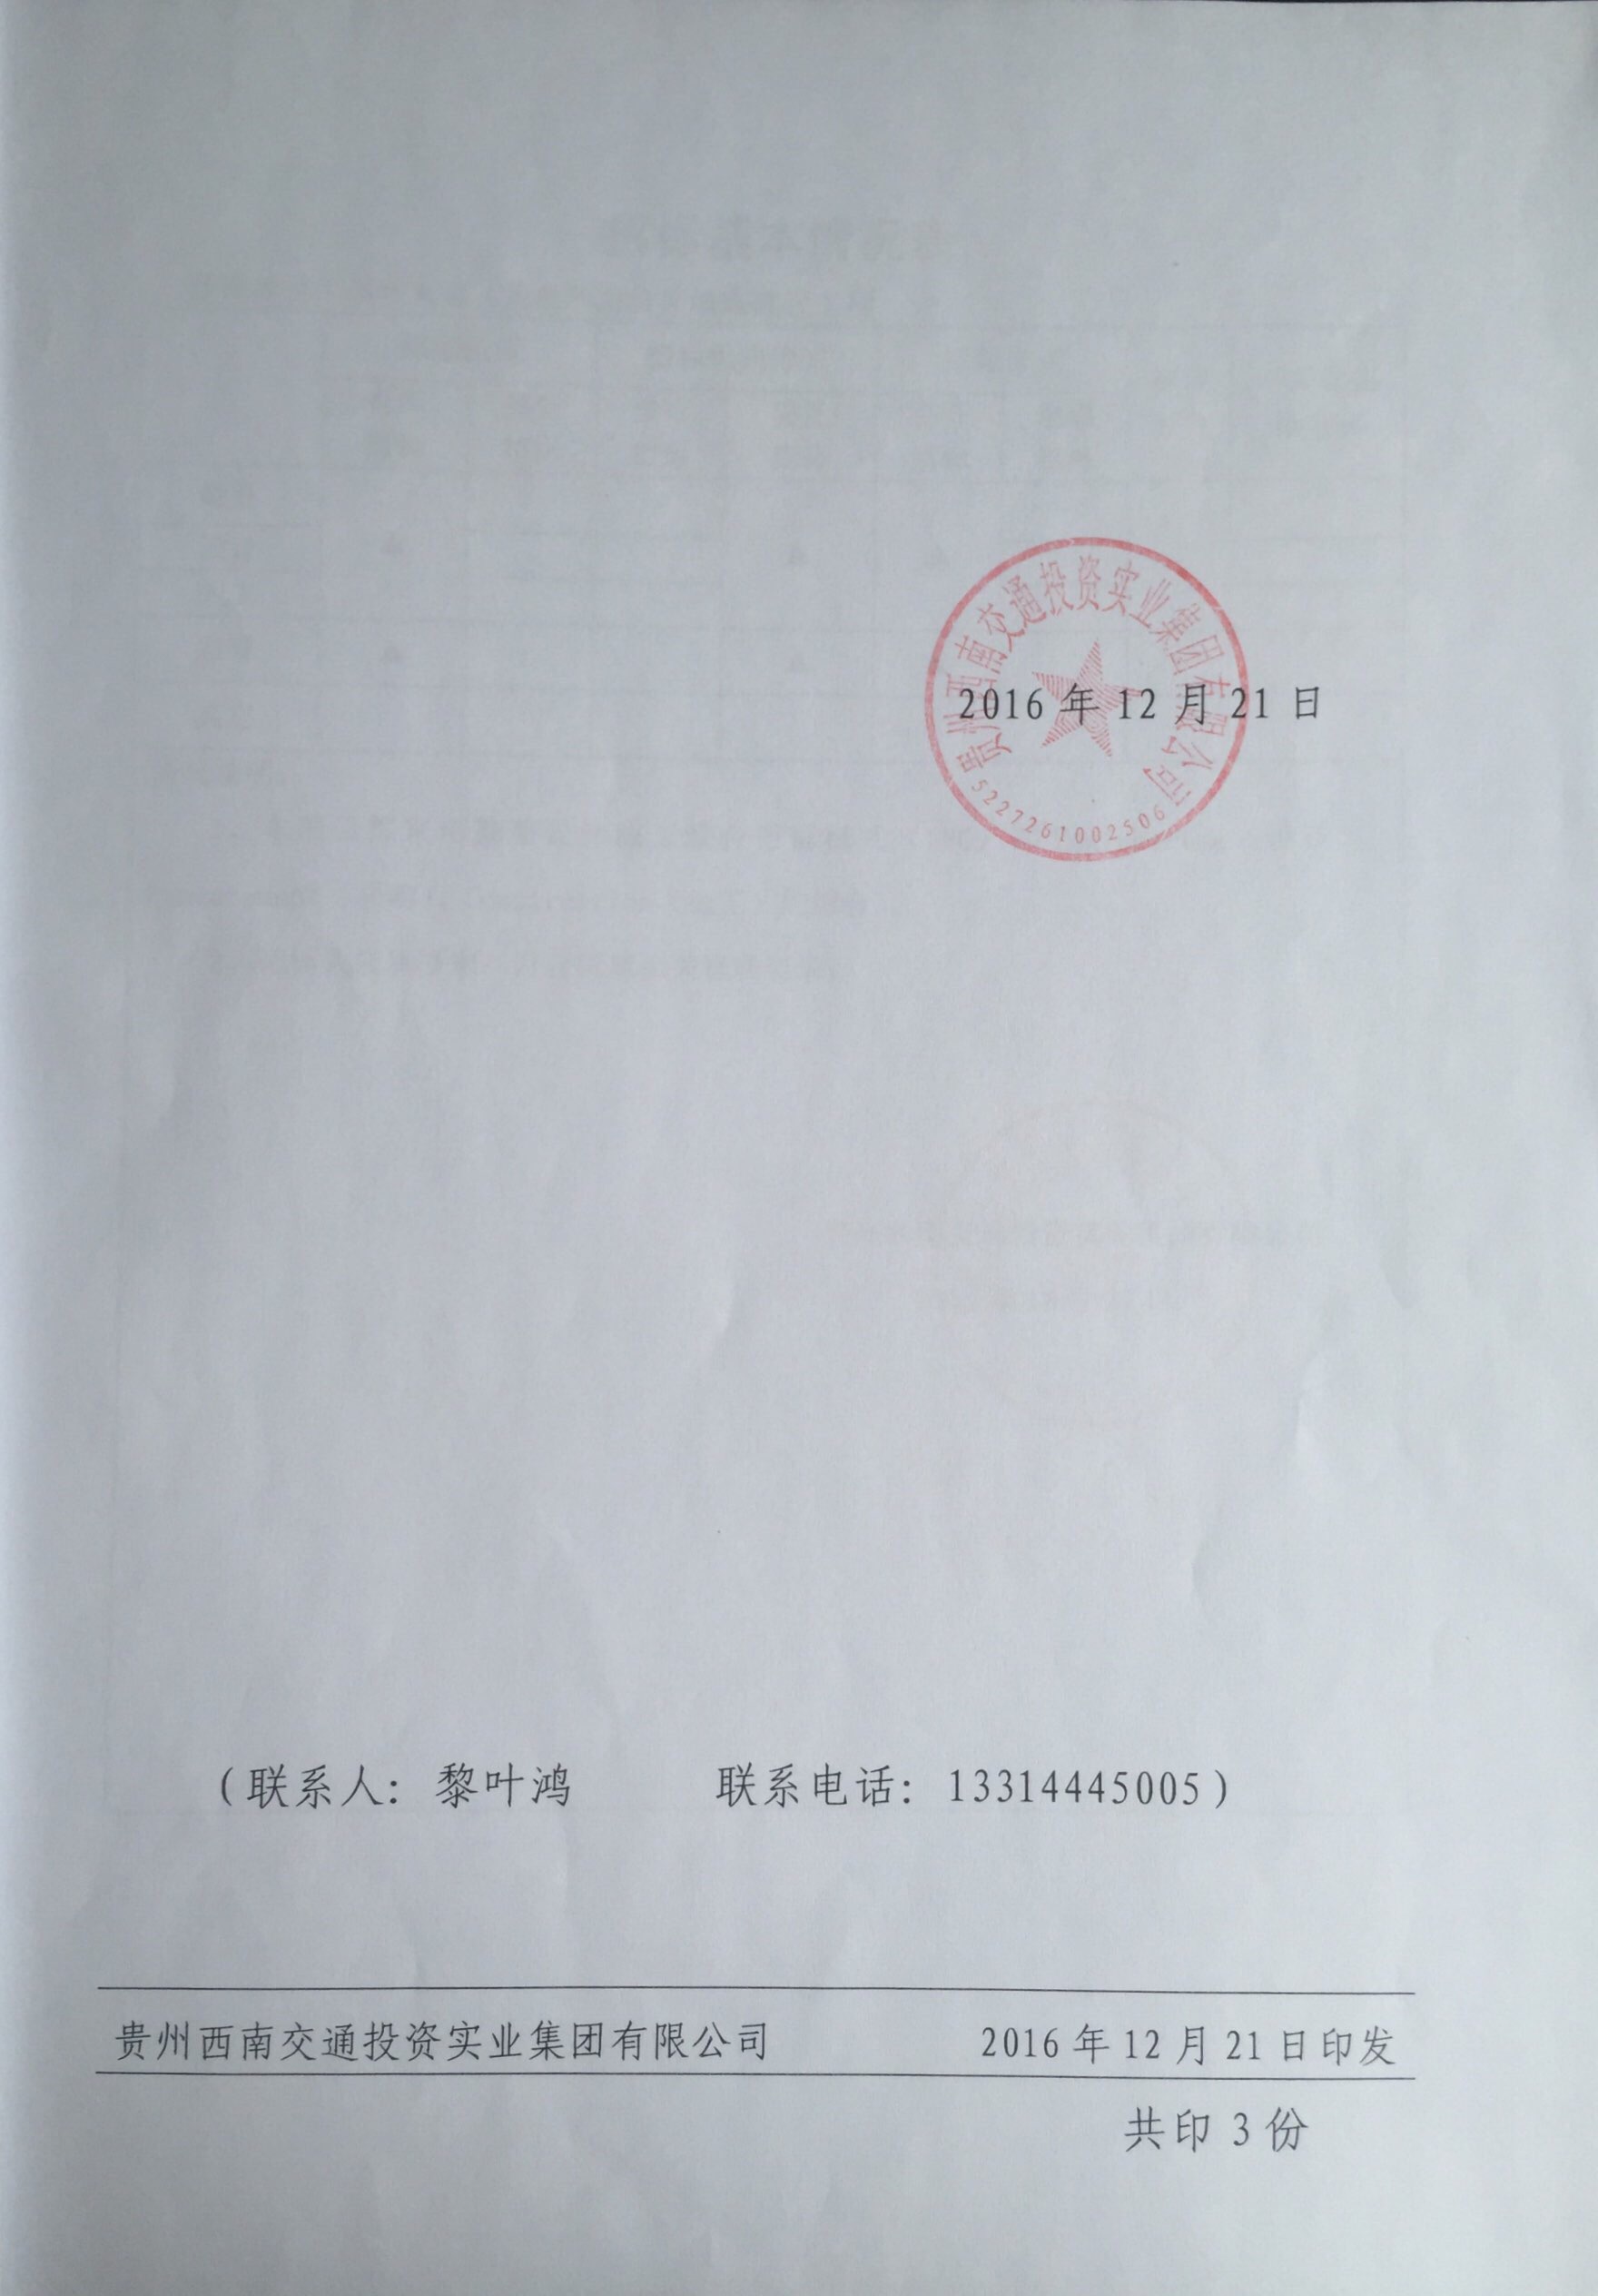 贵州西南交通投资实业集团有限公司
5227261002506
2016 年 12 月 21 日
（联系人：黎叶鸿 联系电话：13314445005）
贵州西南交通投资实业集团有限公司 2016 年 12 月 21 日印发
共印 3 份